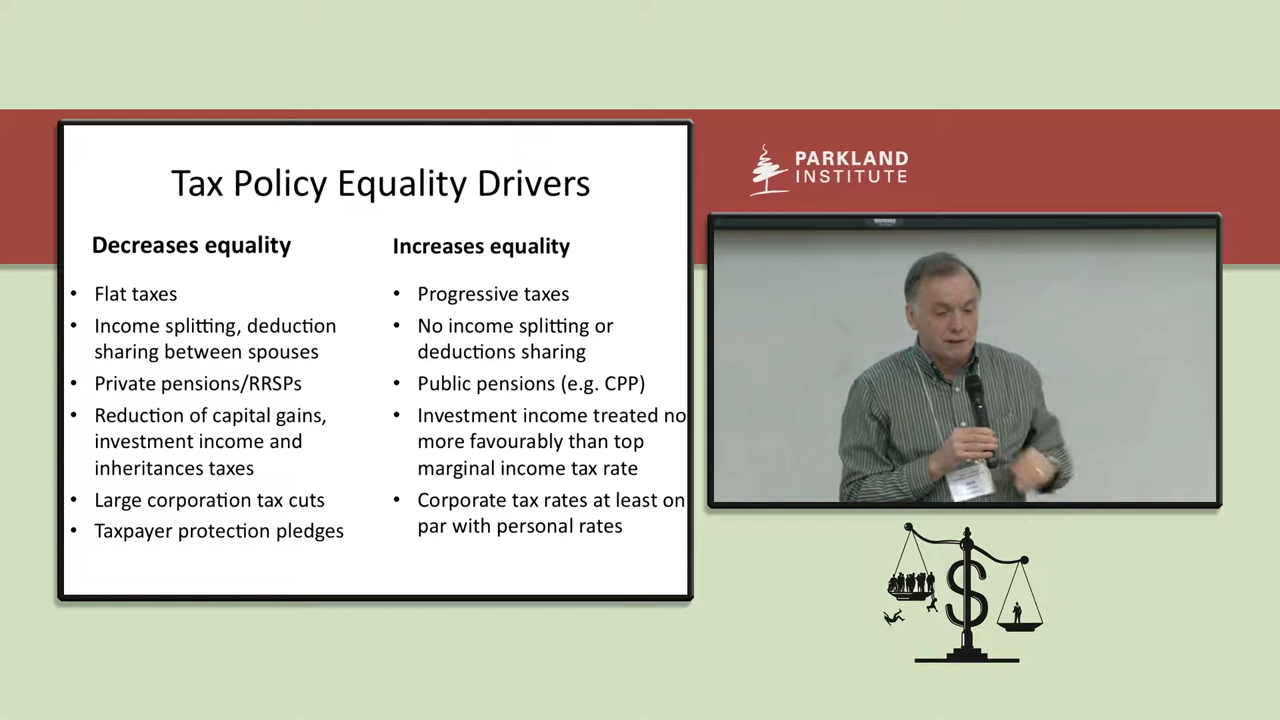 Tax Policy Equality Drivers
Decreases equality
• Flat taxes
• Income splitting, deduction
sharing between spouses
• Private pensions/RRSPs
• Reduction of capital gains,
investment income and
inheritances taxes
• Large corporation tax cuts
• Taxpayer protection pledges
Increases equality
• Progressive taxes
• No income splitting or
deductions sharing
• Public pensions (e.g. CPP)
• Investment income treated no
more favourably than top
marginal income tax rate
• Corporate tax rates at least on
par with personal rates
PARKLAND
INSTITUTE
$